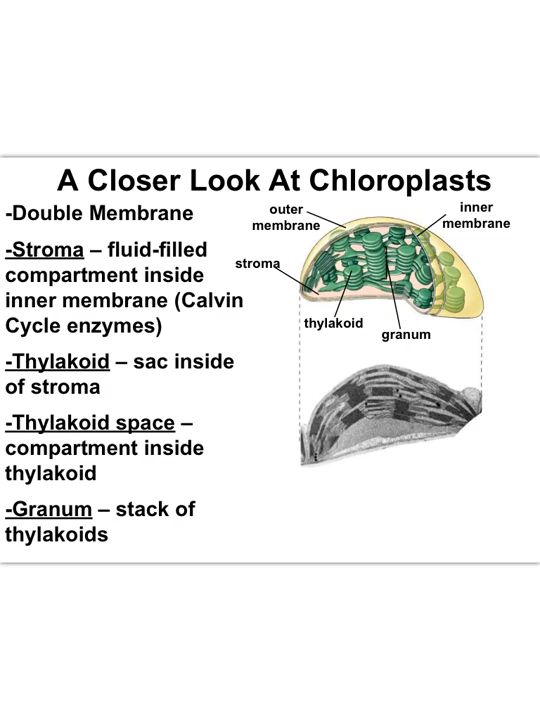 A Closer Look At Chloroplasts
-Double Membrane
-Stroma – fluid-filled
compartment inside
inner membrane (Calvin
Cycle enzymes)
-Thylakoid – sac inside
of stroma
-Thylakoid space –
compartment inside
thylakoid
-Granum – stack of
thylakoids
outer
membrane
inner
membrane
stroma
thylakoid
granum